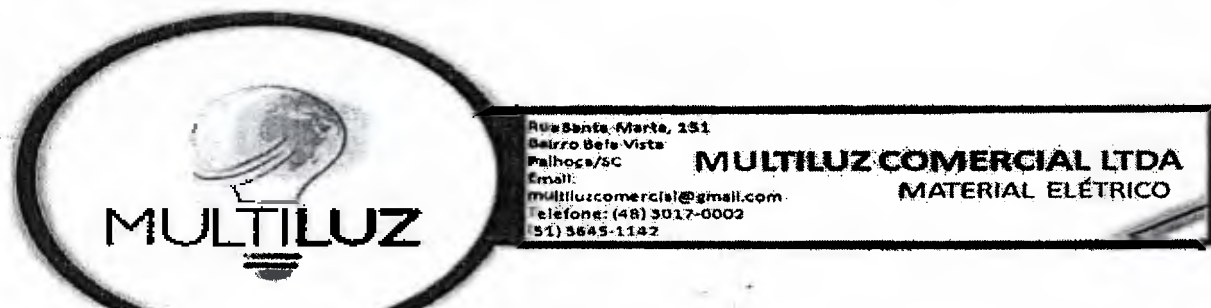 MULTILUZ
Rua Santa Marta, 151
Bairro Bela Vista
Palhoça/SC
Email:
multiluzcomercial@gmail.com
Telefone: (48) 3017-0002
(51) 3645-1142
MULTILUZ COMERCIAL LTDA
MATERIAL ELÉTRICO